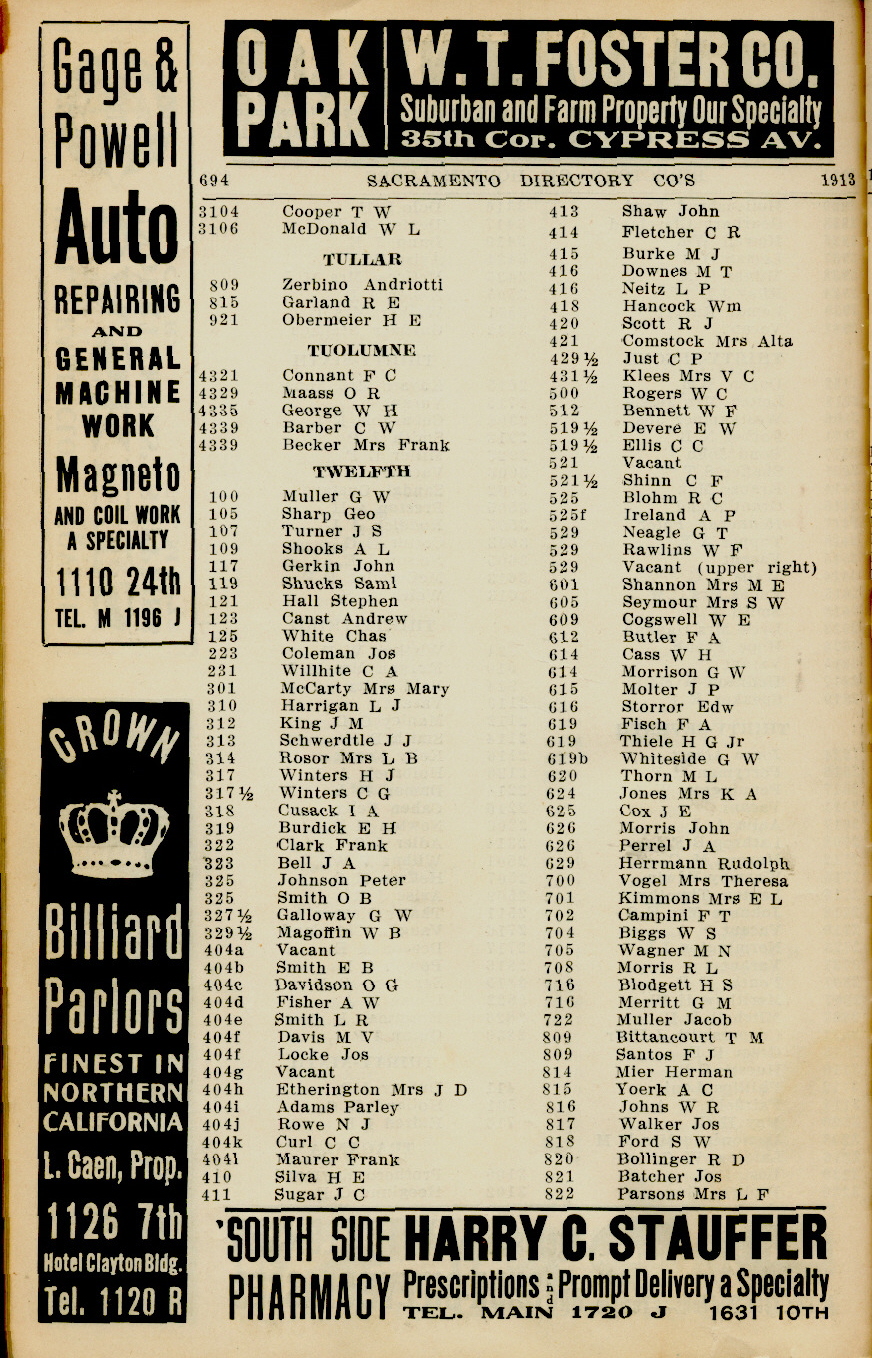 Gage &
Powell
Auto
REPAIRING
AND
GENERAL
MACHINE
WORK
Magneto
AND COIL WORK
A SPECIALTY
1110 24th
TEL. M 1196 J
CROWN
Billiard
Parlors
FINEST IN
NORTHERN
CALIFORNIA
L. Caen, Prop.
1126 7th
Hotel Clayton Bldg.
Tel. 1120 R
OAK
PARK
W. T. FOSTER CO.
Suburban and Farm Property Our Specialty
35th Cor. CYPRESS AV.
694 SACRAMENTO DIRECTORY CO'S 1913
3104 Cooper T W
3106 McDonald W L
TULLAR
809 Zerbino Andriotti
815 Garland R E
921 Obermeier H E
TUOLUMNE
4321 Connant F C
4329 Maass O R
4335 George W H
4339 Barber C W
4339 Becker Mrs Frank
TWELFTH
100 Muller G W
105 Sharp Geo
107 Turner J S
109 Shooks A L
117 Gerkin John
119 Shucks Saml
121 Hall Stephen
123 Canst Andrew
125 White Chas
223 Coleman Jos
231 Willhite C A
301 McCarty Mrs Mary
310 Harrigan L J
312 King J M
313 Schwerdtle J J
314 Rosor Mrs L B
317 Winters H J
317½ Winters C G
318 Cusack I A
319 Burdick E H
322 Clark Frank
323 Bell J A
325 Johnson Peter
325 Smith O B
327½ Galloway G W
329½ Magoffin W B
404a Vacant
404b Smith E B
404c Davidson O G
404d Fisher A W
404e Smith L R
404f Davis M V
404f Locke Jos
404g Vacant
404h Etherington Mrs J D
404i Adams Parley
404j Rowe N J
404k Curl C C
404l Maurer Frank
410 Silva H E
411 Sugar J C
413 Shaw John
414 Fletcher C R
415 Burke M J
416 Downes M T
416 Neitz L P
418 Hancock Wm
420 Scott R J
421 Comstock Mrs Alta
429½ Just C P
431½ Klees Mrs V C
500 Rogers W C
512 Bennett W F
519½ Devere E W
519½ Ellis C C
521 Vacant
521½ Shinn C F
525 Blohm R C
525f Ireland A P
529 Neagle G T
529 Rawlins W F
529 Vacant (upper right)
601 Shannon Mrs M E
605 Seymour Mrs S W
609 Cogswell W E
612 Butler F A
614 Cass W H
614 Morrison G W
615 Molter J P
616 Storror Edw
619 Fisch F A
619 Thiele H G Jr
619b Whiteside G W
620 Thorn M L
624 Jones Mrs K A
625 Cox J E
626 Morris John
626 Perrel J A
629 Herrmann Rudolph
700 Vogel Mrs Theresa
701 Kimmons Mrs E L
702 Campini F T
704 Biggs W S
705 Wagner M N
708 Morris R L
716 Blodgett H S
716 Merritt G M
722 Muller Jacob
809 Bittancourt T M
809 Santos F J
814 Mier Herman
815 Yoerk A C
816 Johns W R
817 Walker Jos
818 Ford S W
820 Bollinger R D
821 Batcher Jos
822 Parsons Mrs L F
SOUTH SIDE
PHARMACY
HARRY C. STAUFFER
Prescriptions and Prompt Delivery a Specialty
TEL. MAIN 1720 J 1631 10TH